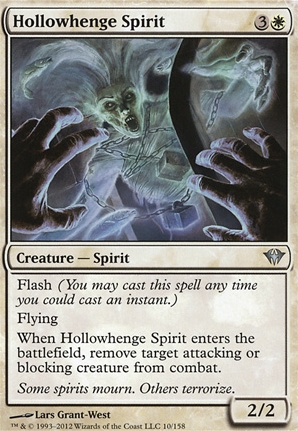 Hollowhenge Spirit 3
Creature — Spirit
Flash (You may cast this spell any time
you could cast an instant.)
Flying
When Hollowhenge Spirit enters the
battlefield, remove target attacking or
blocking creature from combat.
Some spirits mourn. Others terrorize.
Lars Grant-West
2/2
™ & © 1993–2012 Wizards of the Coast LLC 10/158